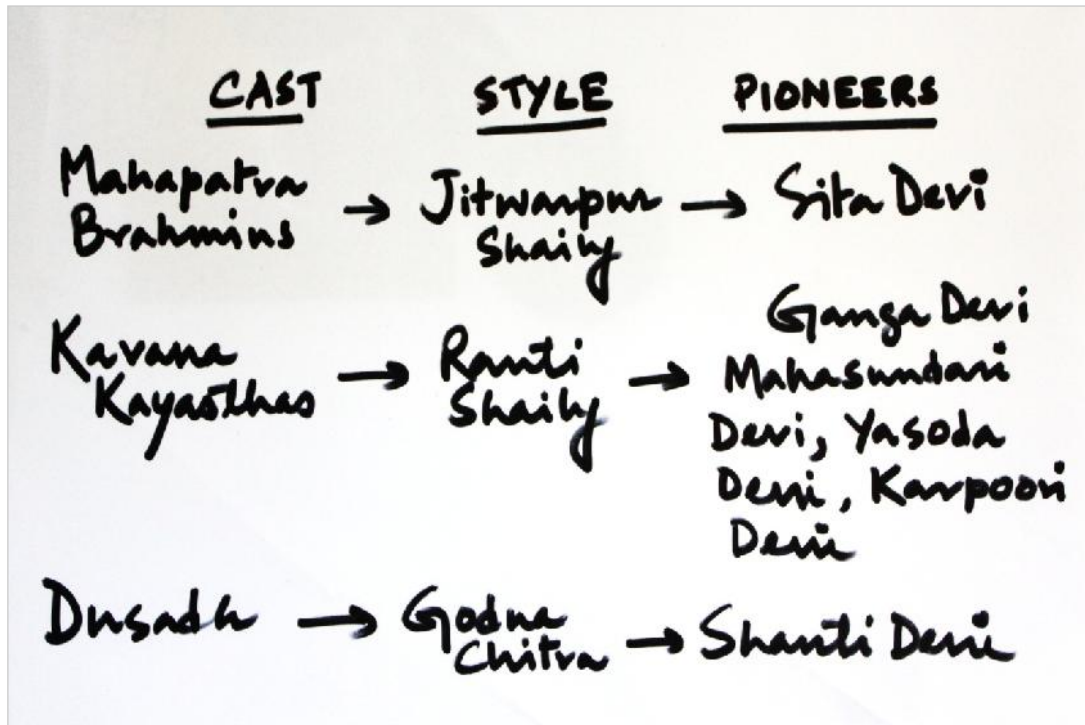 CAST STYLE PIONEERS
Mahapatra
Brahmins → Jitwarpur
Shaily → Sita Devi
Kavana
Kayasthas → Ranti
Shaily → Ganga Devi
Mahasundari
Devi, Yasoda
Devi, Karpoori
Devi
Dusadh → Godna
Chitra → Shanti Devi